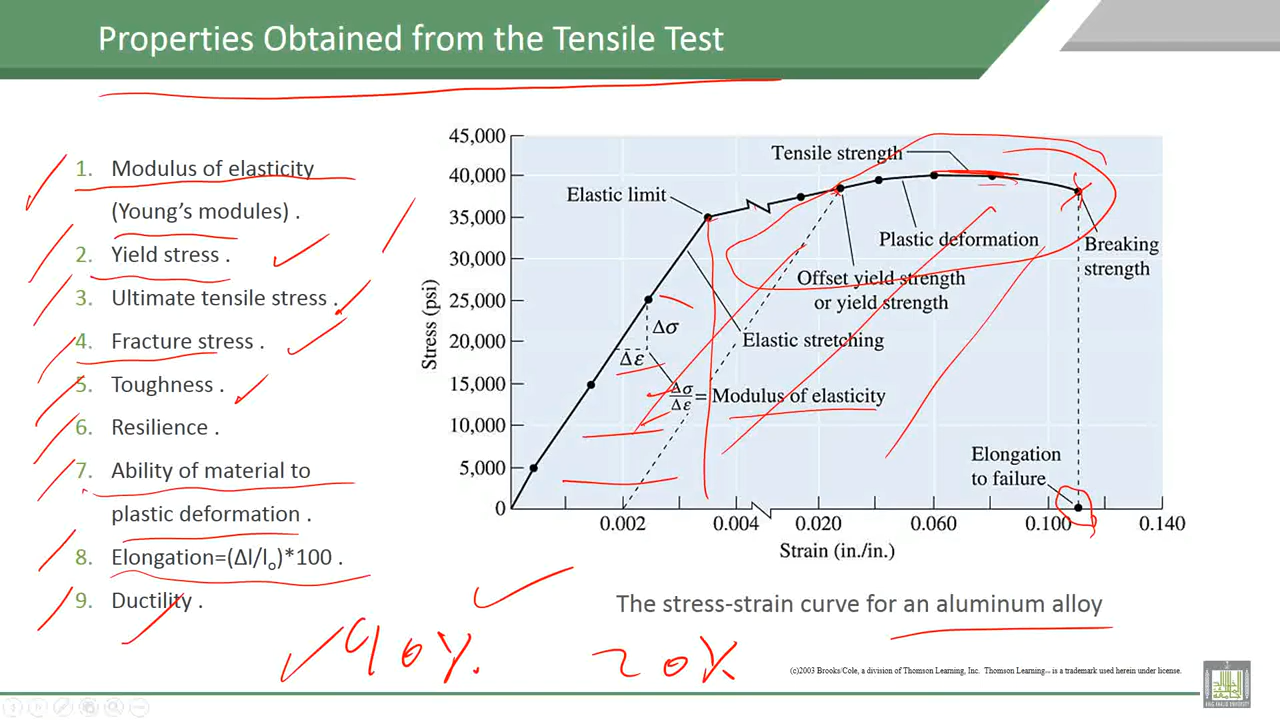 Properties Obtained from the Tensile Test
1. Modulus of elasticity
(Young's modules) .
2. Yield stress .
3. Ultimate tensile stress .
4. Fracture stress .
5. Toughness .
6. Resilience .
7. Ability of material to
plastic deformation .
8. Elongation=(Δl/lo)*100 .
9. Ductility .
45,000
40,000
35,000
30,000
25,000
20,000
15,000
10,000
5,000
0
Stress (psi)
Tensile strength
Elastic limit
Plastic deformation
Breaking
strength
Offset yield strength
or yield strength
Elastic stretching
Δσ
Δε
Δσ/Δε = Modulus of elasticity
Elongation
to failure
0.002
0.004
0.020
0.060
0.100
0.140
Strain (in./in.)
The stress-strain curve for an aluminum alloy
90%. 20%
(c)2003 Brooks/Cole, a division of Thomson Learning, Inc. Thomson Learning™ is a trademark used herein under license.